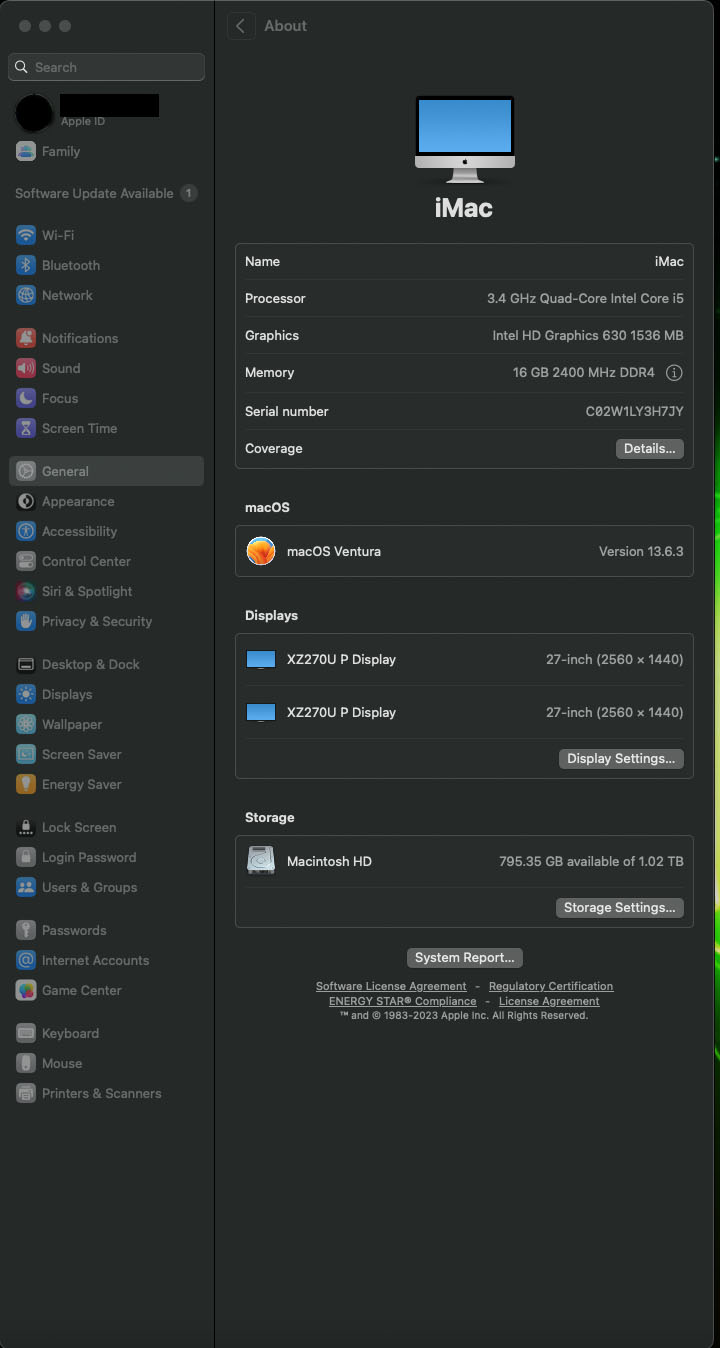 About
Search
Apple ID
Family
Software Update Available 1
Wi-Fi
Bluetooth
Network
Notifications
Sound
Focus
Screen Time
General
Appearance
Accessibility
Control Center
Siri & Spotlight
Privacy & Security
Desktop & Dock
Displays
Wallpaper
Screen Saver
Energy Saver
Lock Screen
Login Password
Users & Groups
Passwords
Internet Accounts
Game Center
Keyboard
Mouse
Printers & Scanners
iMac
Name iMac
Processor 3.4 GHz Quad-Core Intel Core i5
Graphics Intel HD Graphics 630 1536 MB
Memory 16 GB 2400 MHz DDR4
Serial number C02W1LY3H7JY
Coverage Details...
macOS
macOS Ventura Version 13.6.3
Displays
XZ270U P Display 27-inch (2560 × 1440)
XZ270U P Display 27-inch (2560 × 1440)
Display Settings...
Storage
Macintosh HD 795.35 GB available of 1.02 TB
Storage Settings...
System Report...
Software License Agreement - Regulatory Certification
ENERGY STAR® Compliance - License Agreement
™ and © 1983-2023 Apple Inc. All Rights Reserved.